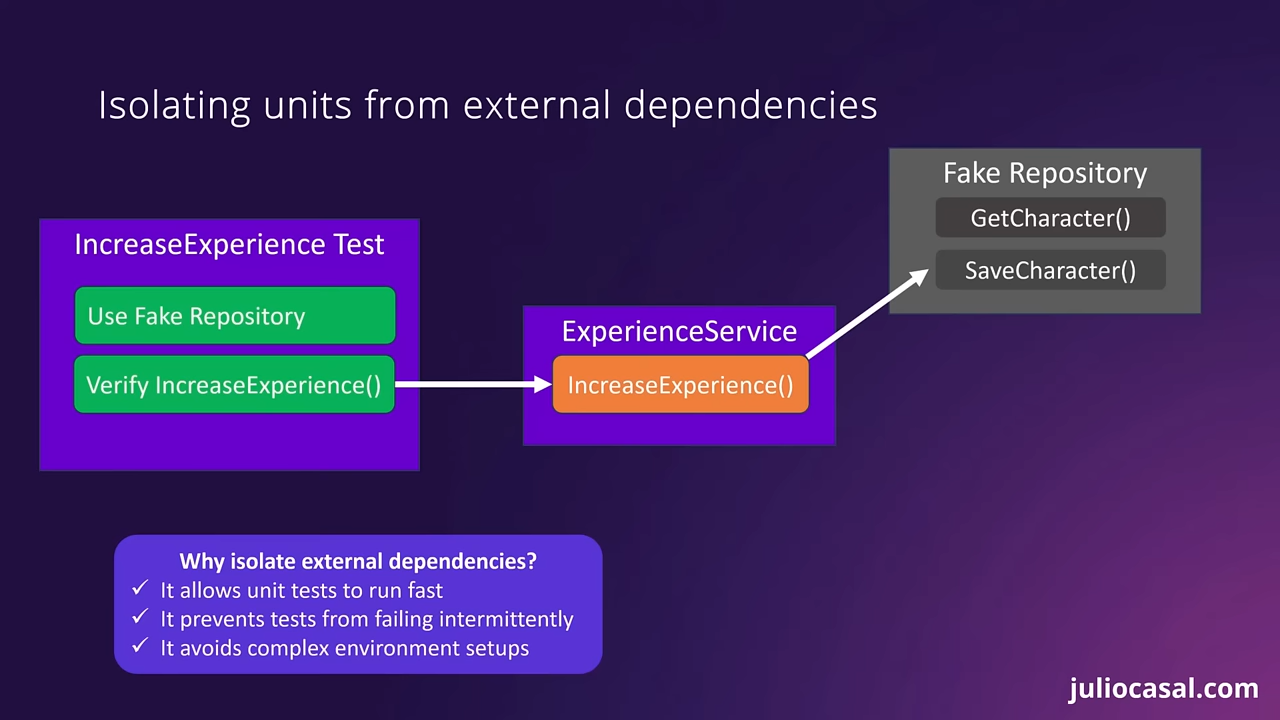 Isolating units from external dependencies
IncreaseExperience Test
Use Fake Repository
Verify IncreaseExperience()
ExperienceService
IncreaseExperience()
Fake Repository
GetCharacter()
SaveCharacter()
Why isolate external dependencies?
✓ It allows unit tests to run fast
✓ It prevents tests from failing intermittently
✓ It avoids complex environment setups
juliocasal.com